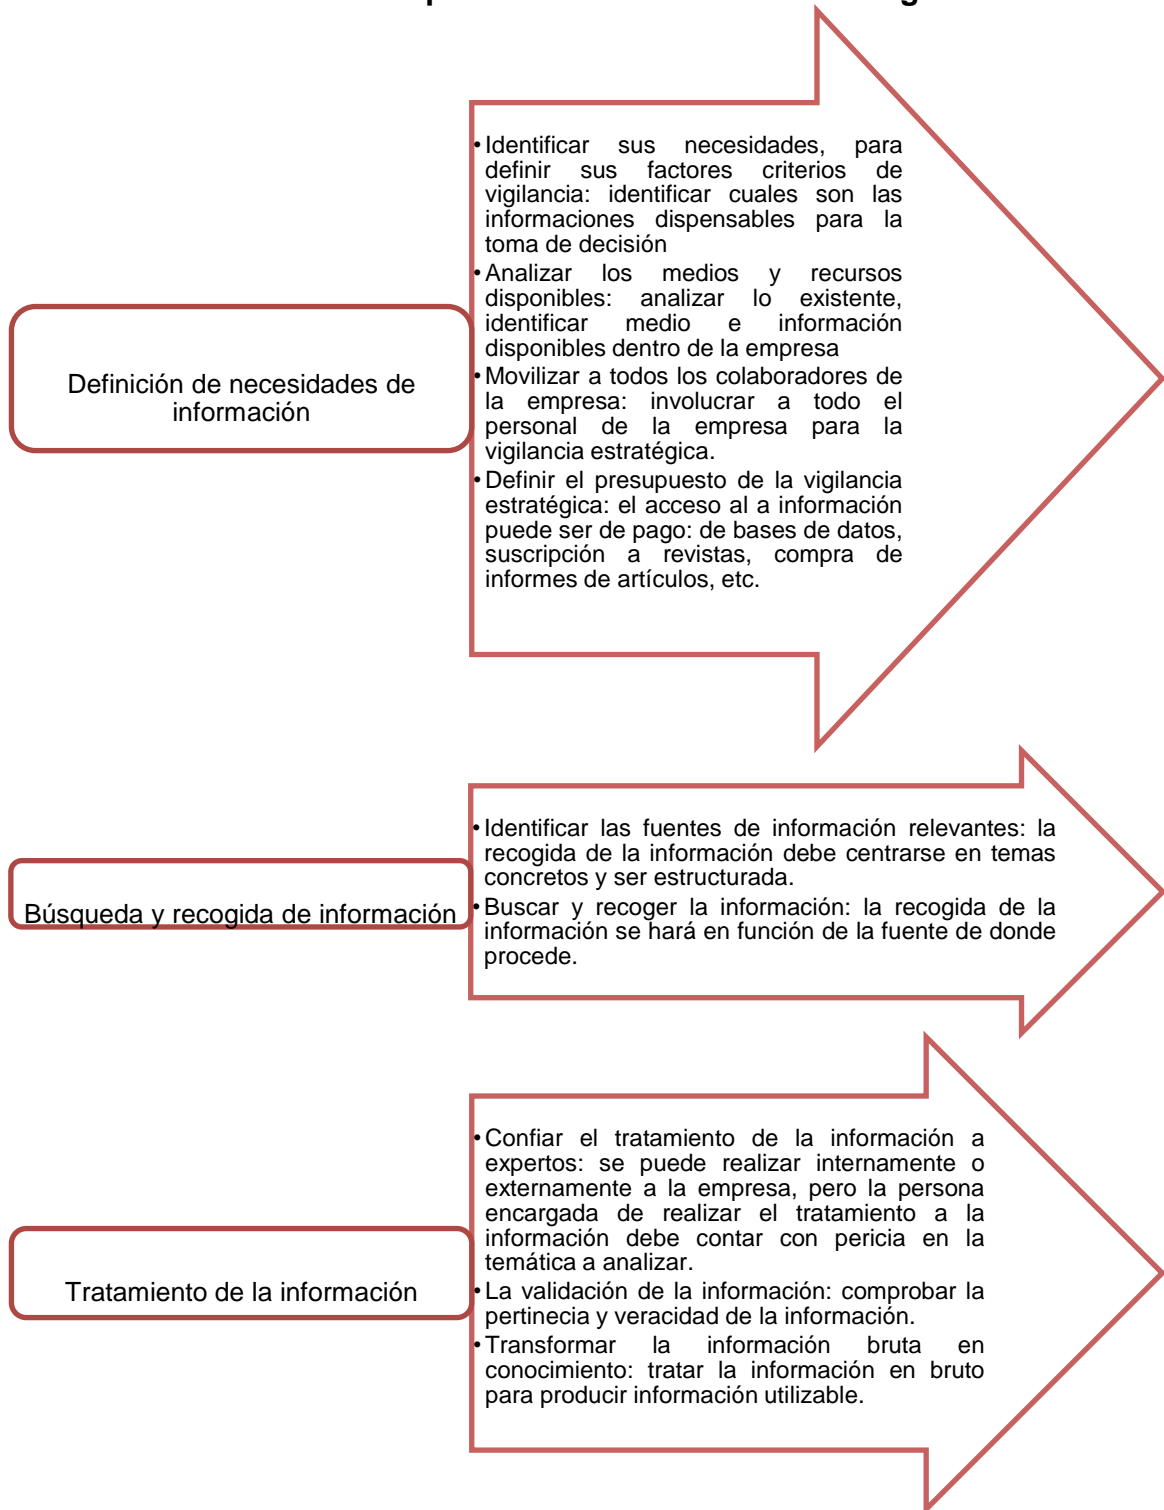 Definición de necesidades de
información
•Identificar sus necesidades, para
definir sus factores criterios de
vigilancia: identificar cuales son las
informaciones dispensables para la
toma de decisión
•Analizar los medios y recursos
disponibles: analizar lo existente,
identificar medio e información
disponibles dentro de la empresa
•Movilizar a todos los colaboradores de
la empresa: involucrar a todo el
personal de la empresa para la
vigilancia estratégica.
•Definir el presupuesto de la vigilancia
estratégica: el acceso al a información
puede ser de pago: de bases de datos,
suscripción a revistas, compra de
informes de artículos, etc.
Búsqueda y recogida de información
•Identificar las fuentes de información relevantes: la
recogida de la información debe centrarse en temas
concretos y ser estructurada.
•Buscar y recoger la información: la recogida de la
información se hará en función de la fuente de donde
procede.
Tratamiento de la información
•Confiar el tratamiento de la información a
expertos: se puede realizar internamente o
externamente a la empresa, pero la persona
encargada de realizar el tratamiento a la
información debe contar con pericia en la
temática a analizar.
•La validación de la información: comprobar la
pertinecia y veracidad de la información.
•Transformar la información bruta en
conocimiento: tratar la información en bruto
para producir información utilizable.